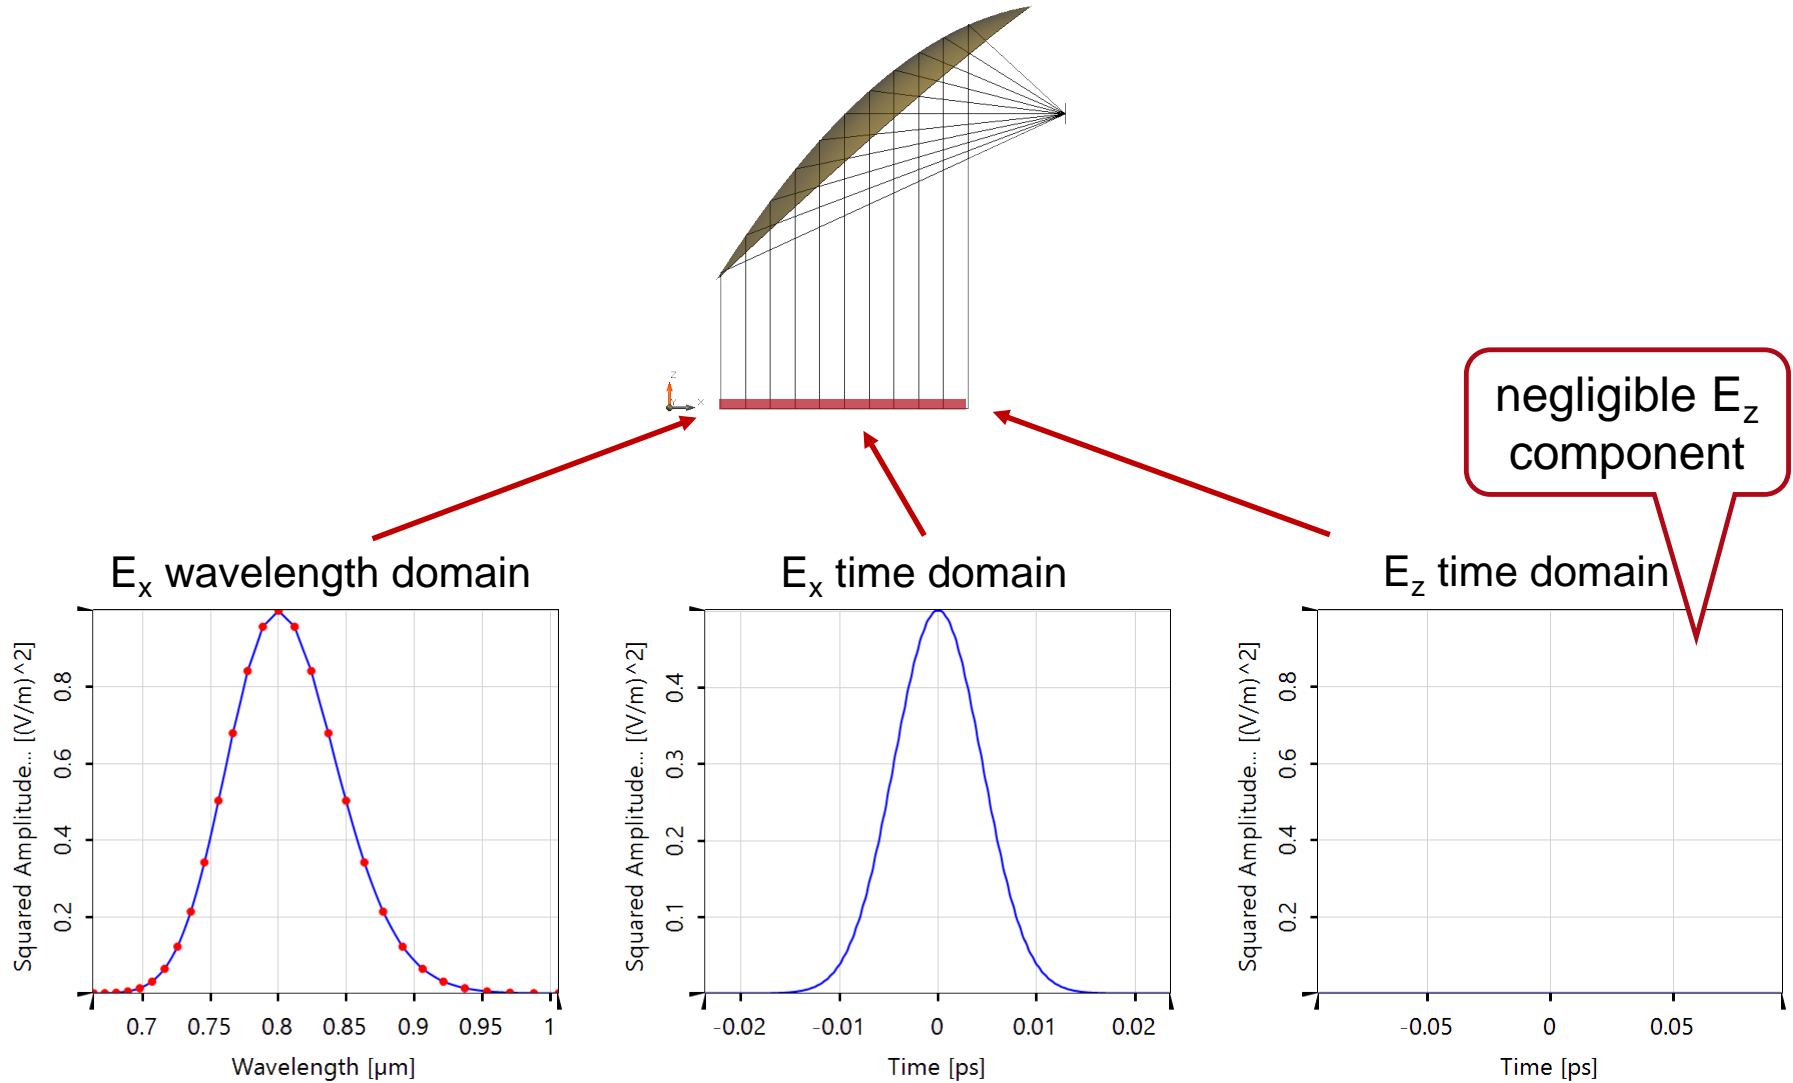 Z
Y
X
negligible Ez
component
Ex wavelength domain
Ex time domain
Ez time domain
Squared Amplitude... [(V/m)^2]
0.8
0.6
0.4
0.2
0.7 0.75 0.8 0.85 0.9 0.95 1
Wavelength [µm]
Squared Amplitude... [(V/m)^2]
0.4
0.3
0.2
0.1
-0.02 -0.01 0 0.01 0.02
Time [ps]
Squared Amplitude... [(V/m)^2]
0.8
0.6
0.4
0.2
-0.05 0 0.05
Time [ps]